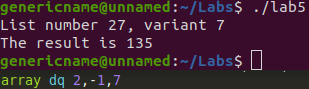 genericname@unnamed:~/Labs$ ./lab5
List number 27, variant 7
The result is 135
genericname@unnamed:~/Labs$
array dq 2,-1,7